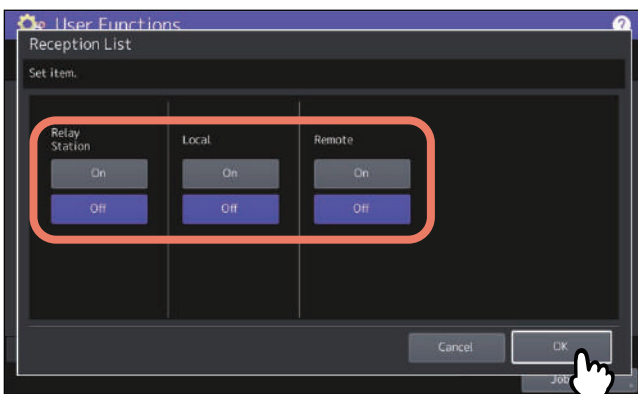 User Functions
?
Reception List
Set item.
Relay
Station
Local
Remote
On
On
On
Off
Off
Off
Cancel
OK
Job